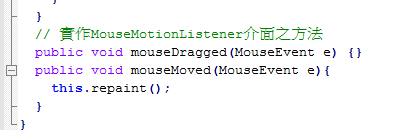 }
// 實作MouseMotionListener介面之方法
public void mouseDragged(MouseEvent e) {}
public void mouseMoved(MouseEvent e){
this.repaint();
}
}